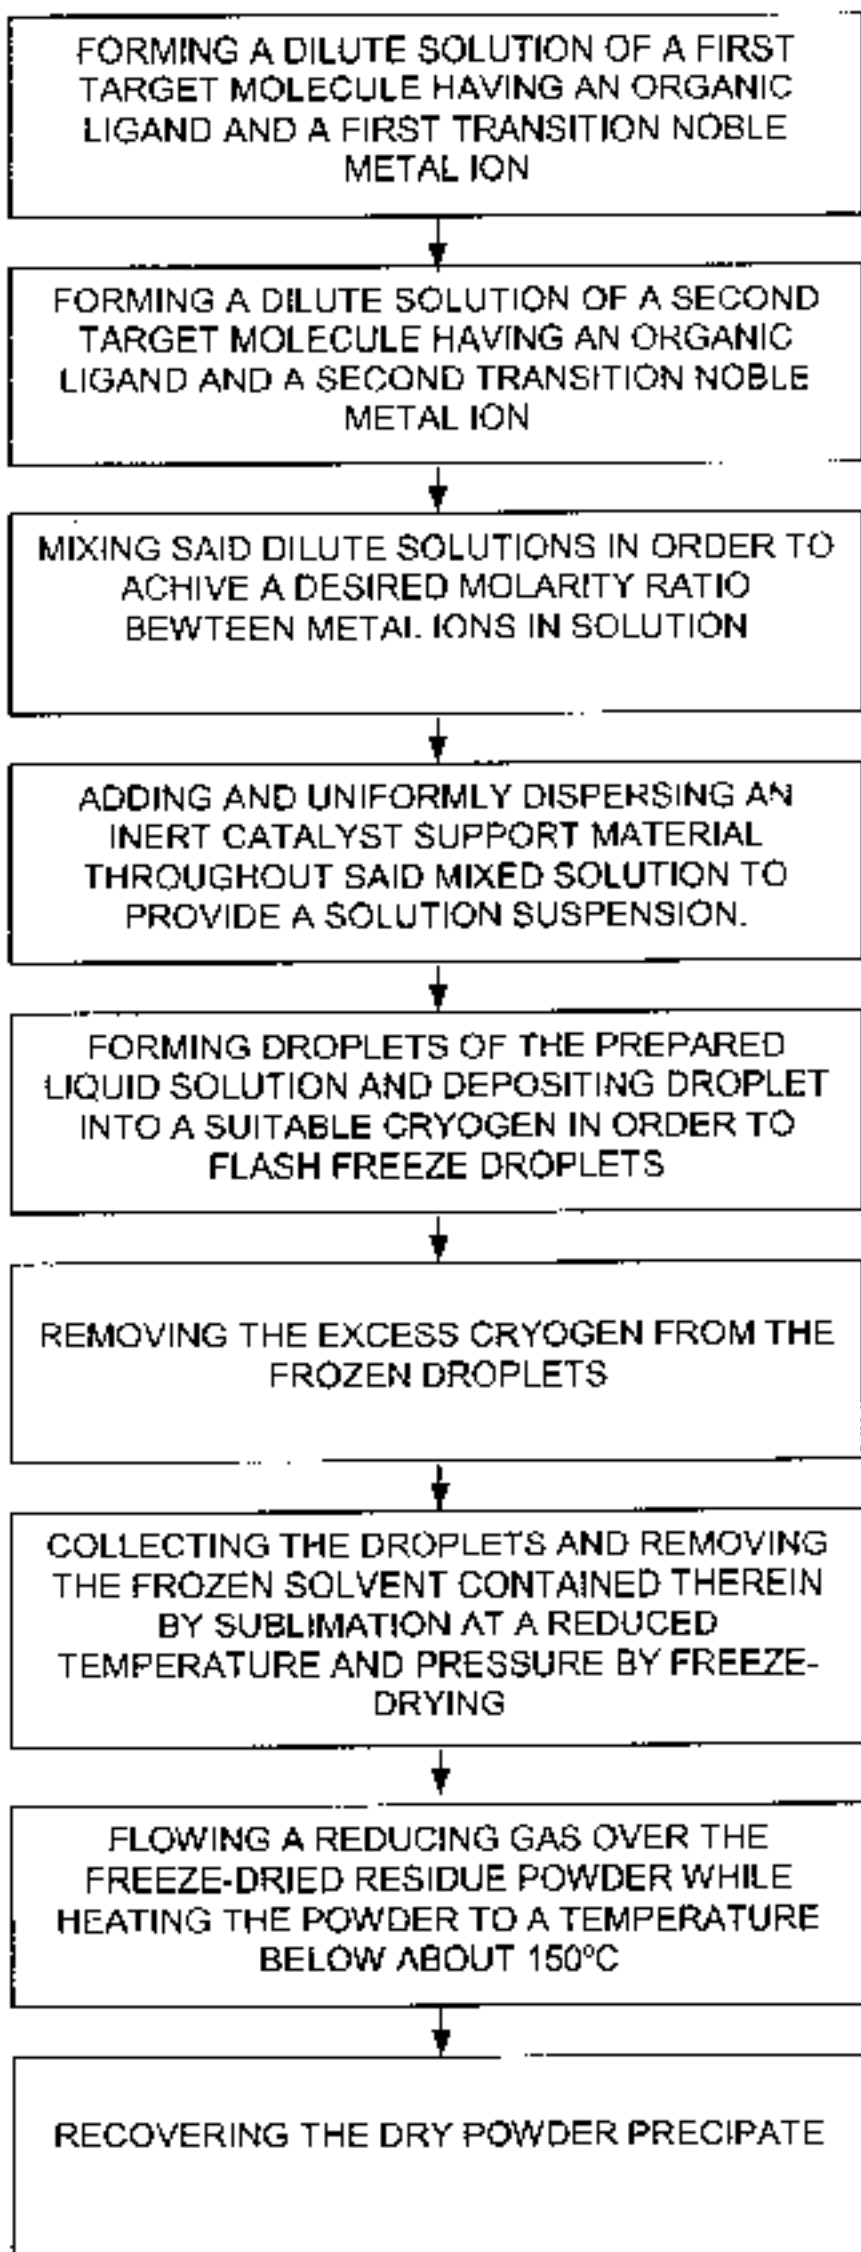 FORMING A DILUTE SOLUTION OF A FIRST
TARGET MOLECULE HAVING AN ORGANIC
LIGAND AND A FIRST TRANSITION NOBLE
METAL ION
FORMING A DILUTE SOLUTION OF A SECOND
TARGET MOLECULE HAVING AN ORGANIC
LIGAND AND A SECOND TRANSITION NOBLE
METAL ION
MIXING SAID DILUTE SOLUTIONS IN ORDER TO
ACHIVE A DESIRED MOLARITY RATIO
BEWTEEN METAL IONS IN SOLUTION
ADDING AND UNIFORMLY DISPERSING AN
INERT CATALYST SUPPORT MATERIAL
THROUGHOUT SAID MIXED SOLUTION TO
PROVIDE A SOLUTION SUSPENSION.
FORMING DROPLETS OF THE PREPARED
LIQUID SOLUTION AND DEPOSITING DROPLET
INTO A SUITABLE CRYOGEN IN ORDER TO
FLASH FREEZE DROPLETS
REMOVING THE EXCESS CRYOGEN FROM THE
FROZEN DROPLETS
COLLECTING THE DROPLETS AND REMOVING
THE FROZEN SOLVENT CONTAINED THEREIN
BY SUBLIMATION AT A REDUCED
TEMPERATURE AND PRESSURE BY FREEZE-
DRYING
FLOWING A REDUCING GAS OVER THE
FREEZE-DRIED RESIDUE POWDER WHILE
HEATING THE POWDER TO A TEMPERATURE
BELOW ABOUT 150ºC
RECOVERING THE DRY POWDER PRECIPATE